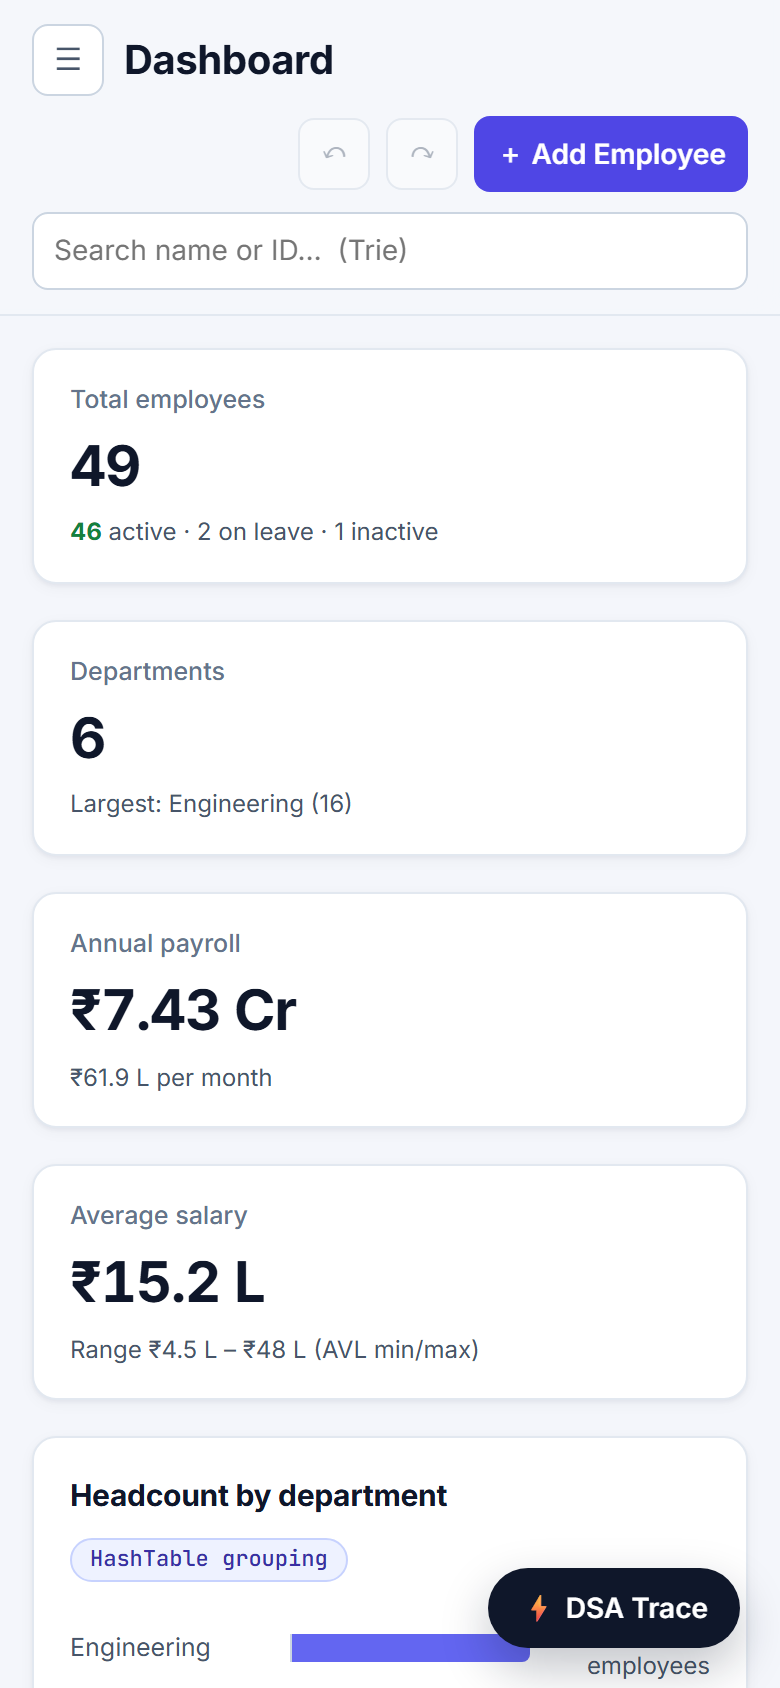 ☰ Dashboard
+ Add Employee
Search name or ID... (Trie)
Total employees
49
46 active · 2 on leave · 1 inactive
Departments
6
Largest: Engineering (16)
Annual payroll
₹7.43 Cr
₹61.9 L per month
Average salary
₹15.2 L
Range ₹4.5 L – ₹48 L (AVL min/max)
Headcount by department
HashTable grouping
DSA Trace
Engineering
employees